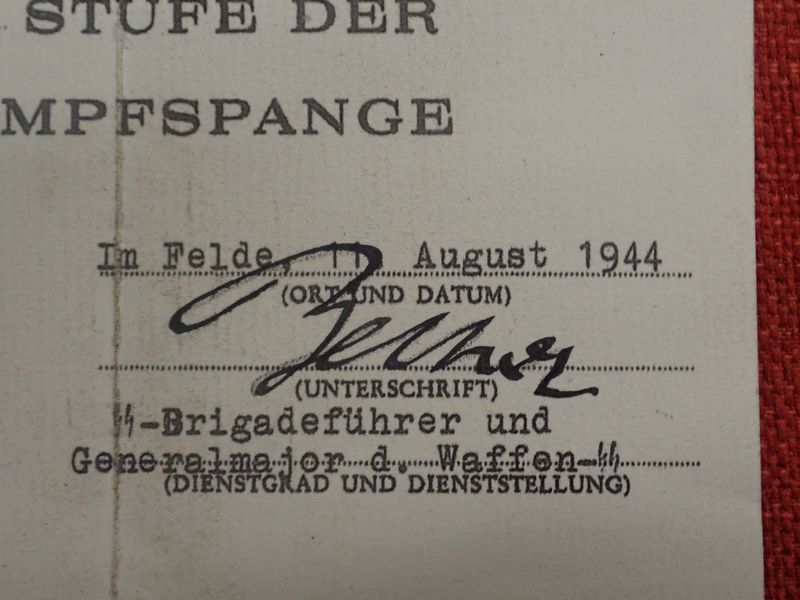 STUFE DER
MPFSPANGE
Im Felde, 11. August 1944
(ORT UND DATUM)
(UNTERSCHRIFT)
ᛋᛋ-Brigadeführer und
Generalmajor d. Waffen-ᛋᛋ
(DIENSTGRAD UND DIENSTSTELLUNG)